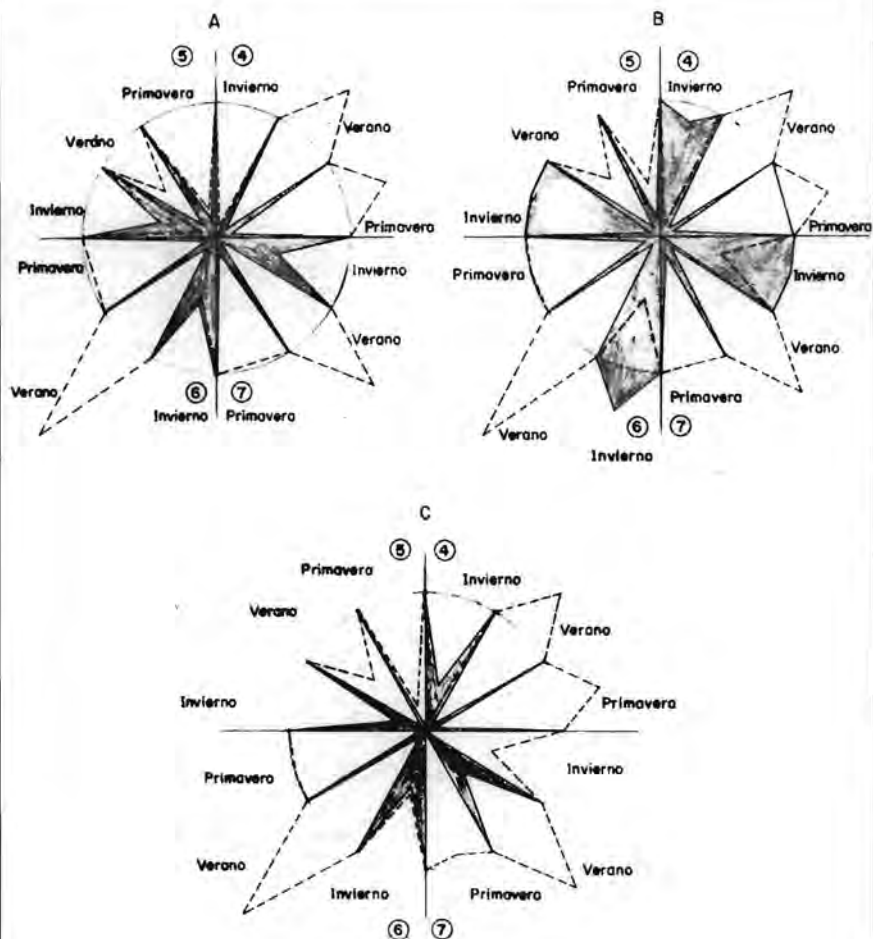 A
⑤ ④
Primavera Invierno
Verano Verano
Invierno Primavera
Primavera Invierno
Verano Verano
⑥ ⑦
Invierno Primavera
B
⑤ ④
Primavera Invierno
Verano Verano
Invierno Primavera
Primavera Invierno
Verano Verano
Primavera
⑥ ⑦
Invierno
C
⑤ ④
Primavera Invierno
Verano Verano
Invierno Primavera
Primavera Invierno
Verano Verano
Invierno Primavera
⑥ ⑦